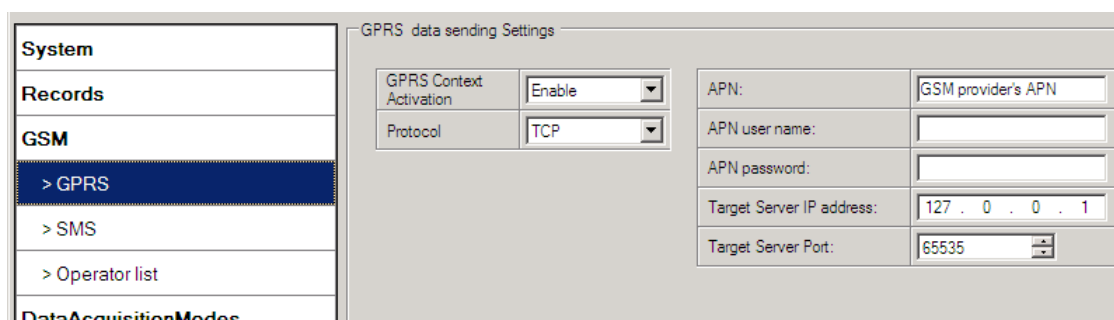 System
Records
GSM
> GPRS
> SMS
> Operator list
DataAcquisitionModes
GPRS data sending Settings
GPRS Context
Activation
Enable
Protocol
TCP
APN:
GSM provider's APN
APN user name:
APN password:
Target Server IP address:
127 . 0 . 0 . 1
Target Server Port:
65535